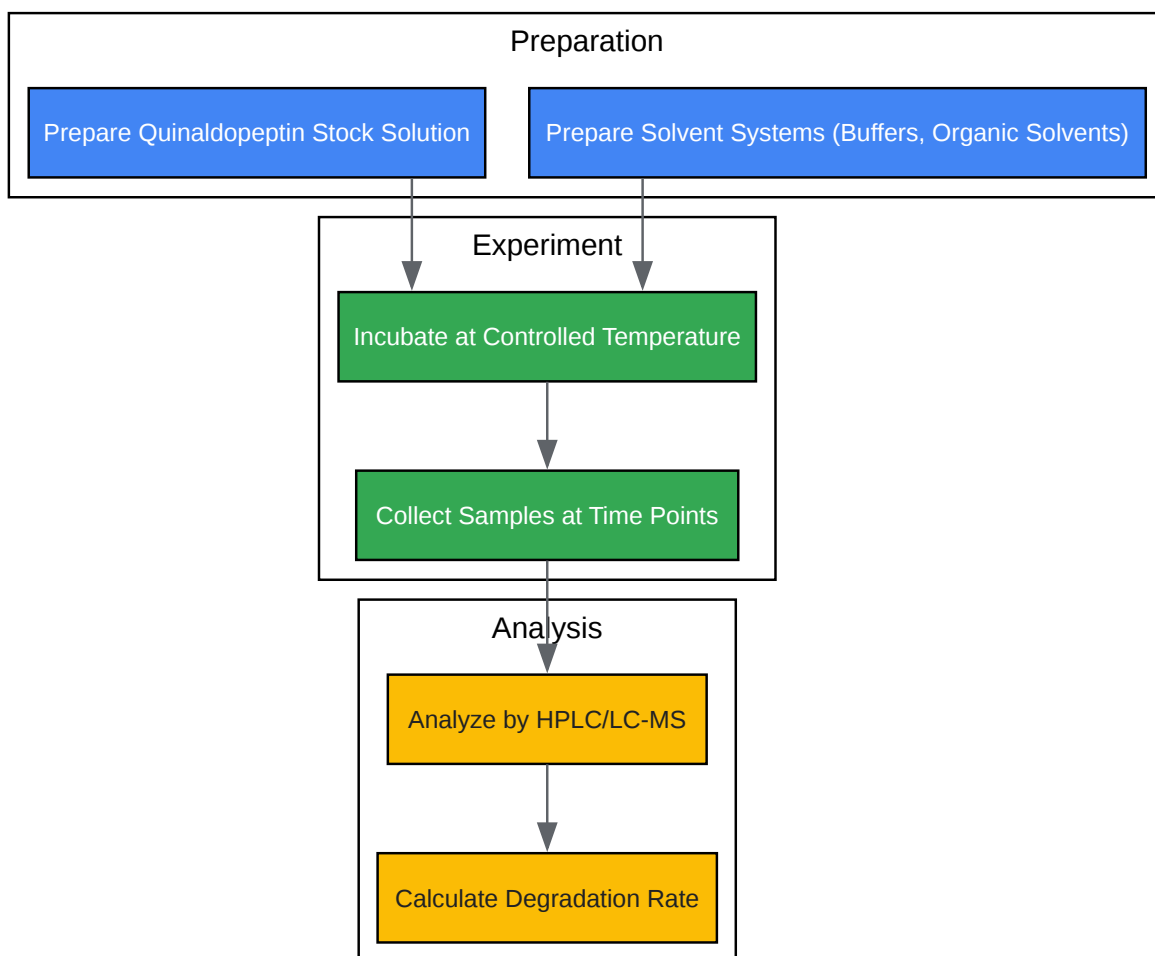 Preparation
Prepare Quinaldopeptin Stock Solution
Prepare Solvent Systems (Buffers, Organic Solvents)
Experiment
Incubate at Controlled Temperature
Collect Samples at Time Points
Analysis
Analyze by HPLC/LC-MS
Calculate Degradation Rate